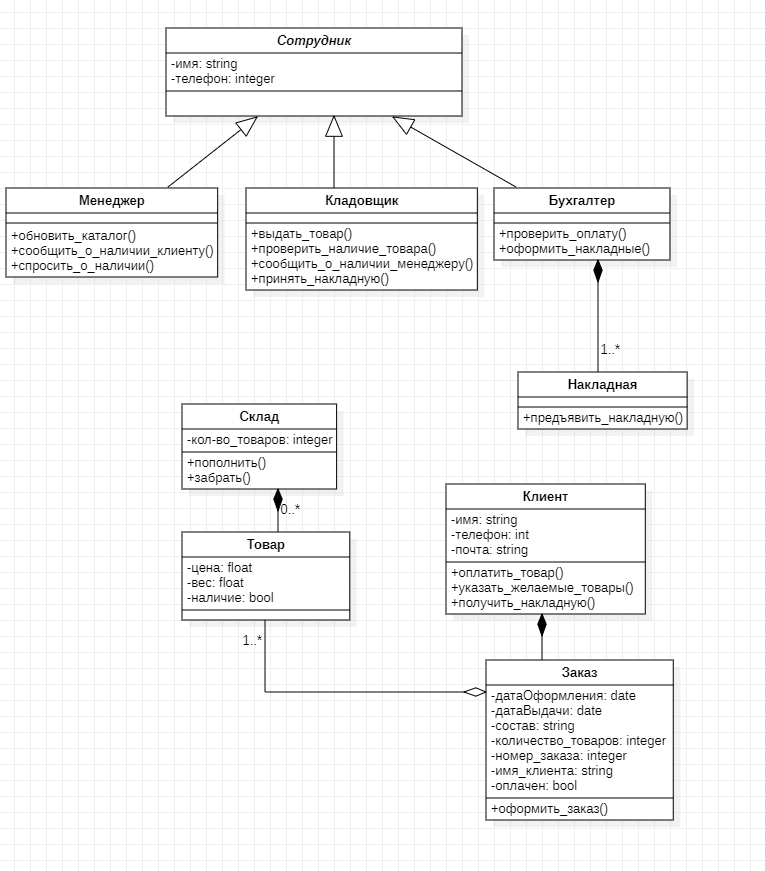 Сотрудник
-имя: string
-телефон: integer
Менеджер
+обновить_каталог()
+сообщить_о_наличии_клиенту()
+спросить_о_наличии()
Кладовщик
+выдать_товар()
+проверить_наличие_товара()
+сообщить_о_наличии_менеджеру()
+принять_накладную()
Бухгалтер
+проверить_оплату()
+оформить_накладные()
1..*
Накладная
+предъявить_накладную()
Склад
-кол-во_товаров: integer
+пополнить()
+забрать()
0..*
Товар
-цена: float
-вес: float
-наличие: bool
1..*
Клиент
-имя: string
-телефон: int
-почта: string
+оплатить_товар()
+указать_желаемые_товары()
+получить_накладную()
Заказ
-датаОформления: date
-датаВыдачи: date
-состав: string
-количество_товаров: integer
-номер_заказа: integer
-имя_клиента: string
-оплачен: bool
+оформить_заказ()